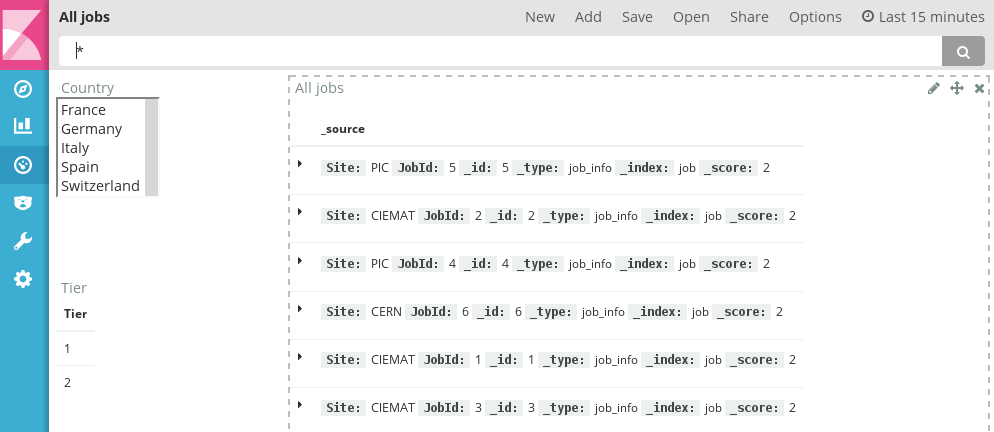 All jobs New Add Save Open Share Options Last 15 minutes
*
Country
France
Germany
Italy
Spain
Switzerland
Tier
Tier
1
2
All jobs
_source
Site: PIC JobId: 5 _id: 5 _type: job_info _index: job _score: 2
Site: CIEMAT JobId: 2 _id: 2 _type: job_info _index: job _score: 2
Site: PIC JobId: 4 _id: 4 _type: job_info _index: job _score: 2
Site: CERN JobId: 6 _id: 6 _type: job_info _index: job _score: 2
Site: CIEMAT JobId: 1 _id: 1 _type: job_info _index: job _score: 2
Site: CIEMAT JobId: 3 _id: 3 _type: job_info _index: job _score: 2